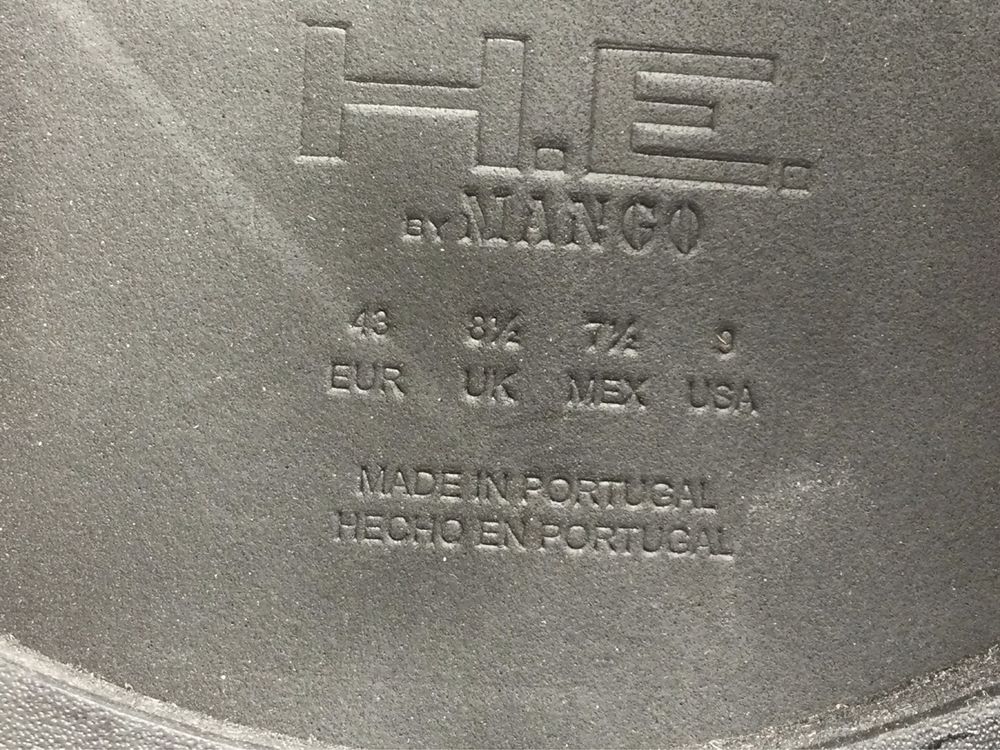 H.E.
BY MANGO
43 8½ 7½ 9
EUR UK MEX USA
MADE IN PORTUGAL
HECHO EN PORTUGAL